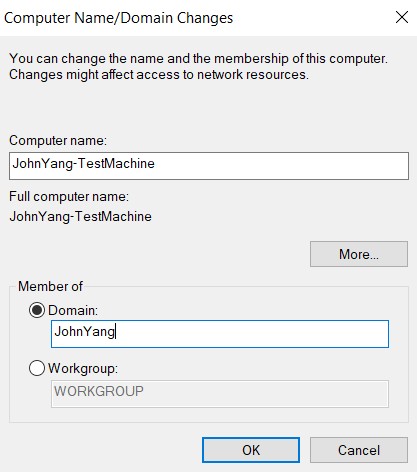 Computer Name/Domain Changes
You can change the name and the membership of this computer.
Changes might affect access to network resources.
Computer name:
JohnYang-TestMachine
Full computer name:
JohnYang-TestMachine
More...
Member of
Domain:
JohnYang
Workgroup:
WORKGROUP
OK Cancel